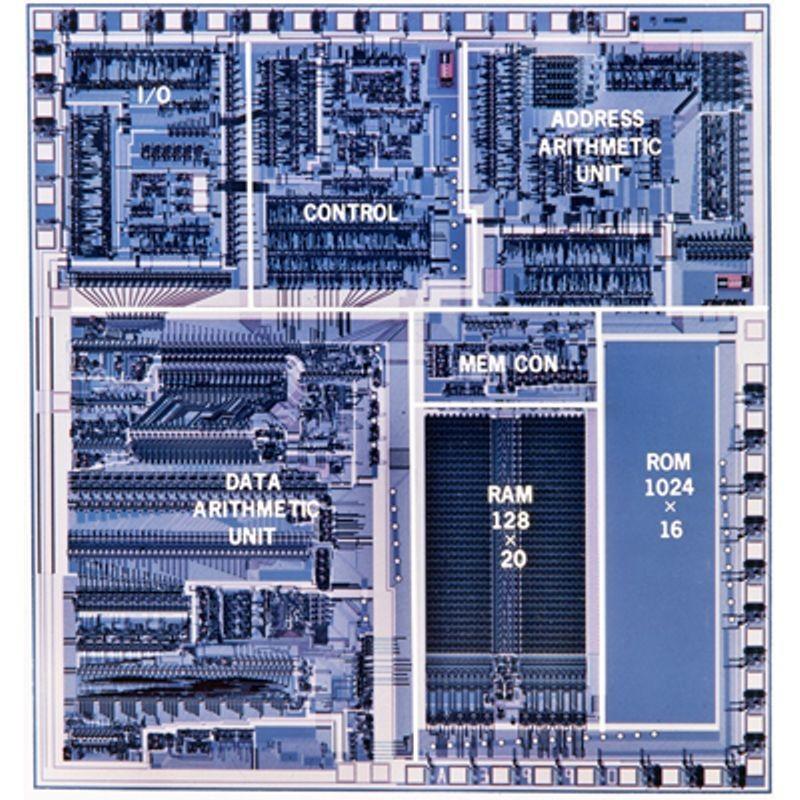 I/O
CONTROL
ADDRESS
ARITHMETIC
UNIT
MEM CON
DATA
ARITHMETIC
UNIT
RAM
128
×
20
ROM
1024
×
16